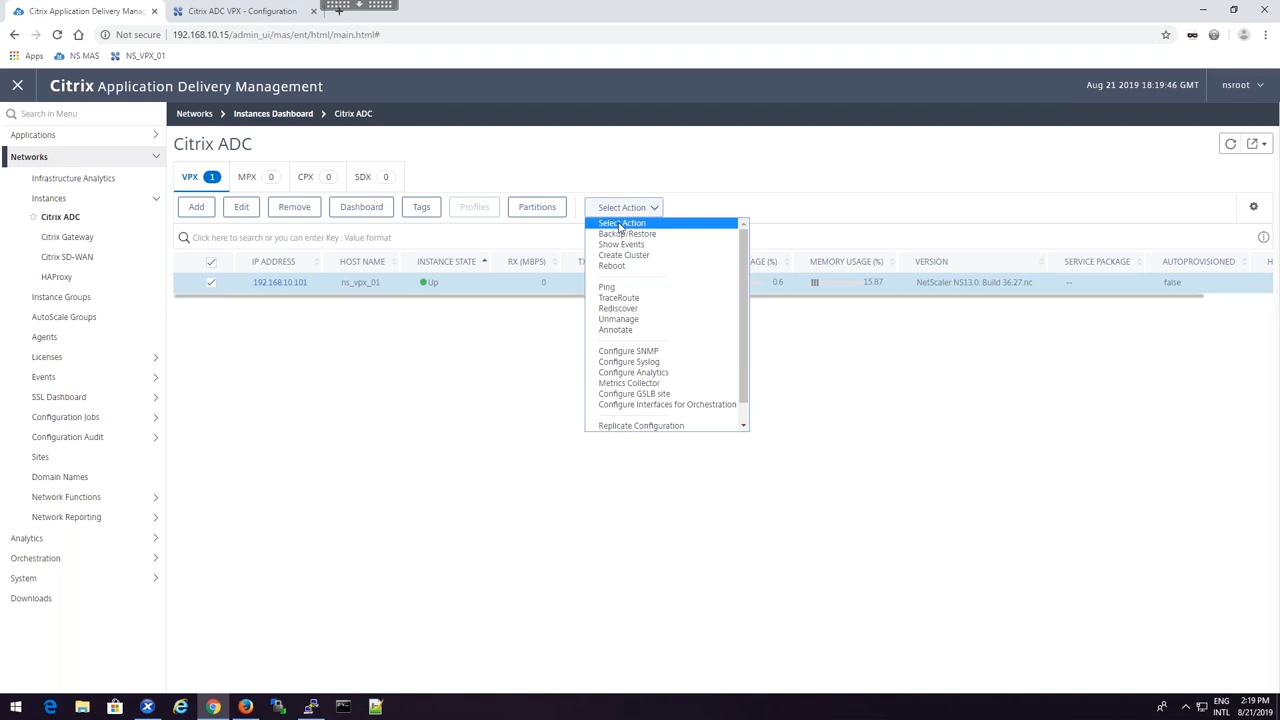 Citrix Application Delivery Manage
Citrix ADC VPX - Configuration
Not secure
192.168.10.15/admin_ui/mas/ent/html/main.html#
Apps
NS MAS
NS_VPX_01
Citrix Application Delivery Management
Aug 21 2019 18:19:46 GMT
nsroot
Search in Menu
Networks
Instances Dashboard
Citrix ADC
Applications
Networks
Infrastructure Analytics
Instances
Citrix ADC
Citrix Gateway
Citrix SD-WAN
HAProxy
Instance Groups
AutoScale Groups
Agents
Licenses
Events
SSL Dashboard
Configuration Jobs
Configuration Audit
Sites
Domain Names
Network Functions
Network Reporting
Analytics
Orchestration
System
Downloads
Citrix ADC
VPX 1
MPX 0
CPX 0
SDX 0
Add
Edit
Remove
Dashboard
Tags
Profiles
Partitions
Select Action
Click here to search or you can enter Key : Value format
IP ADDRESS
HOST NAME
INSTANCE STATE
RX (MBPS)
TX
AGE (%)
MEMORY USAGE (%)
VERSION
SERVICE PACKAGE
AUTOPROVISIONED
H
192.168.10.101
ns_vpx_01
Up
0
0.6
15.87
NetScaler NS13.0: Build 36.27.nc
--
false
Select Action
Backup/Restore
Show Events
Create Cluster
Reboot
Ping
TraceRoute
Rediscover
Unmanage
Annotate
Configure SNMP
Configure Syslog
Configure Analytics
Metrics Collector
Configure GSLB site
Configure Interfaces for Orchestration
Replicate Configuration
ENG
INTL
2:19 PM
8/21/2019